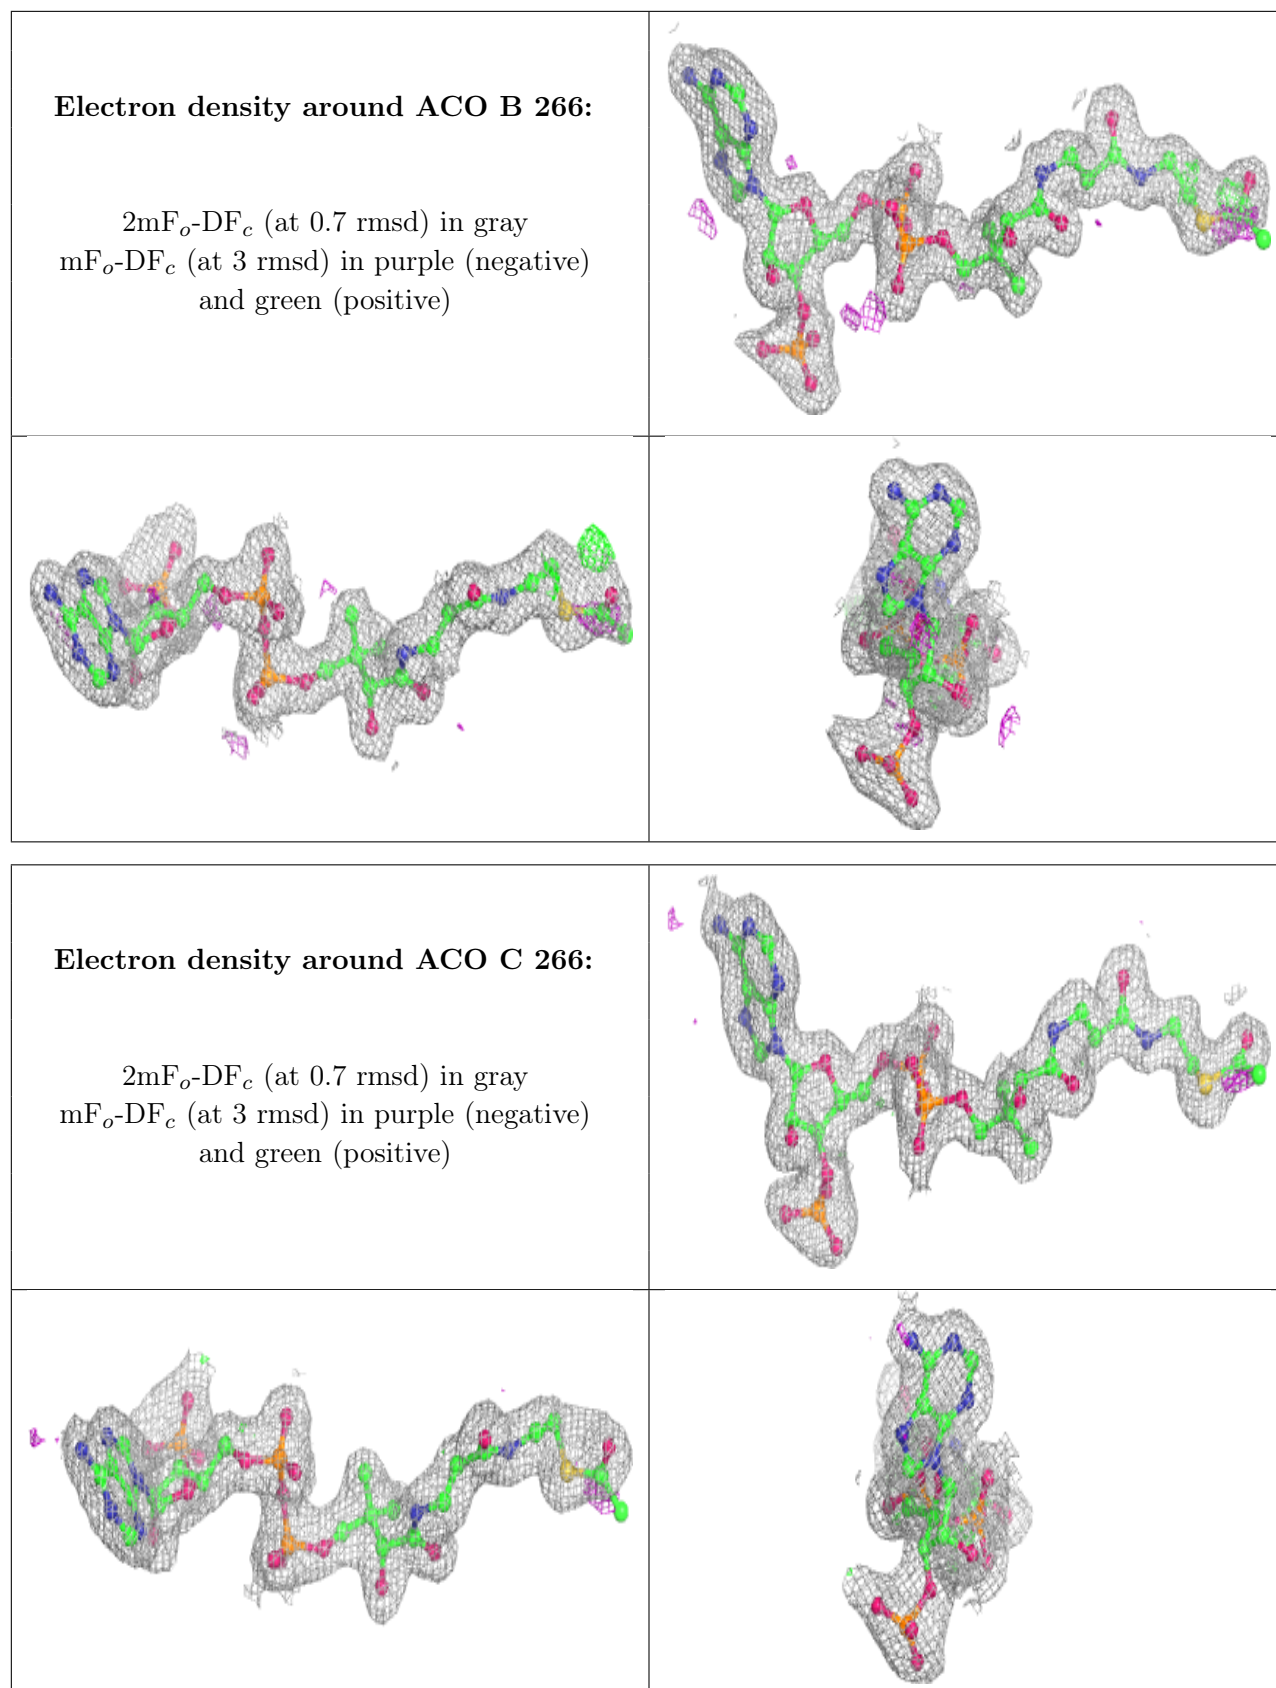 Electron density around ACO B 266:
2mFo-DFc (at 0.7 rmsd) in gray
mFo-DFc (at 3 rmsd) in purple (negative)
and green (positive)
Electron density around ACO C 266:
2mFo-DFc (at 0.7 rmsd) in gray
mFo-DFc (at 3 rmsd) in purple (negative)
and green (positive)